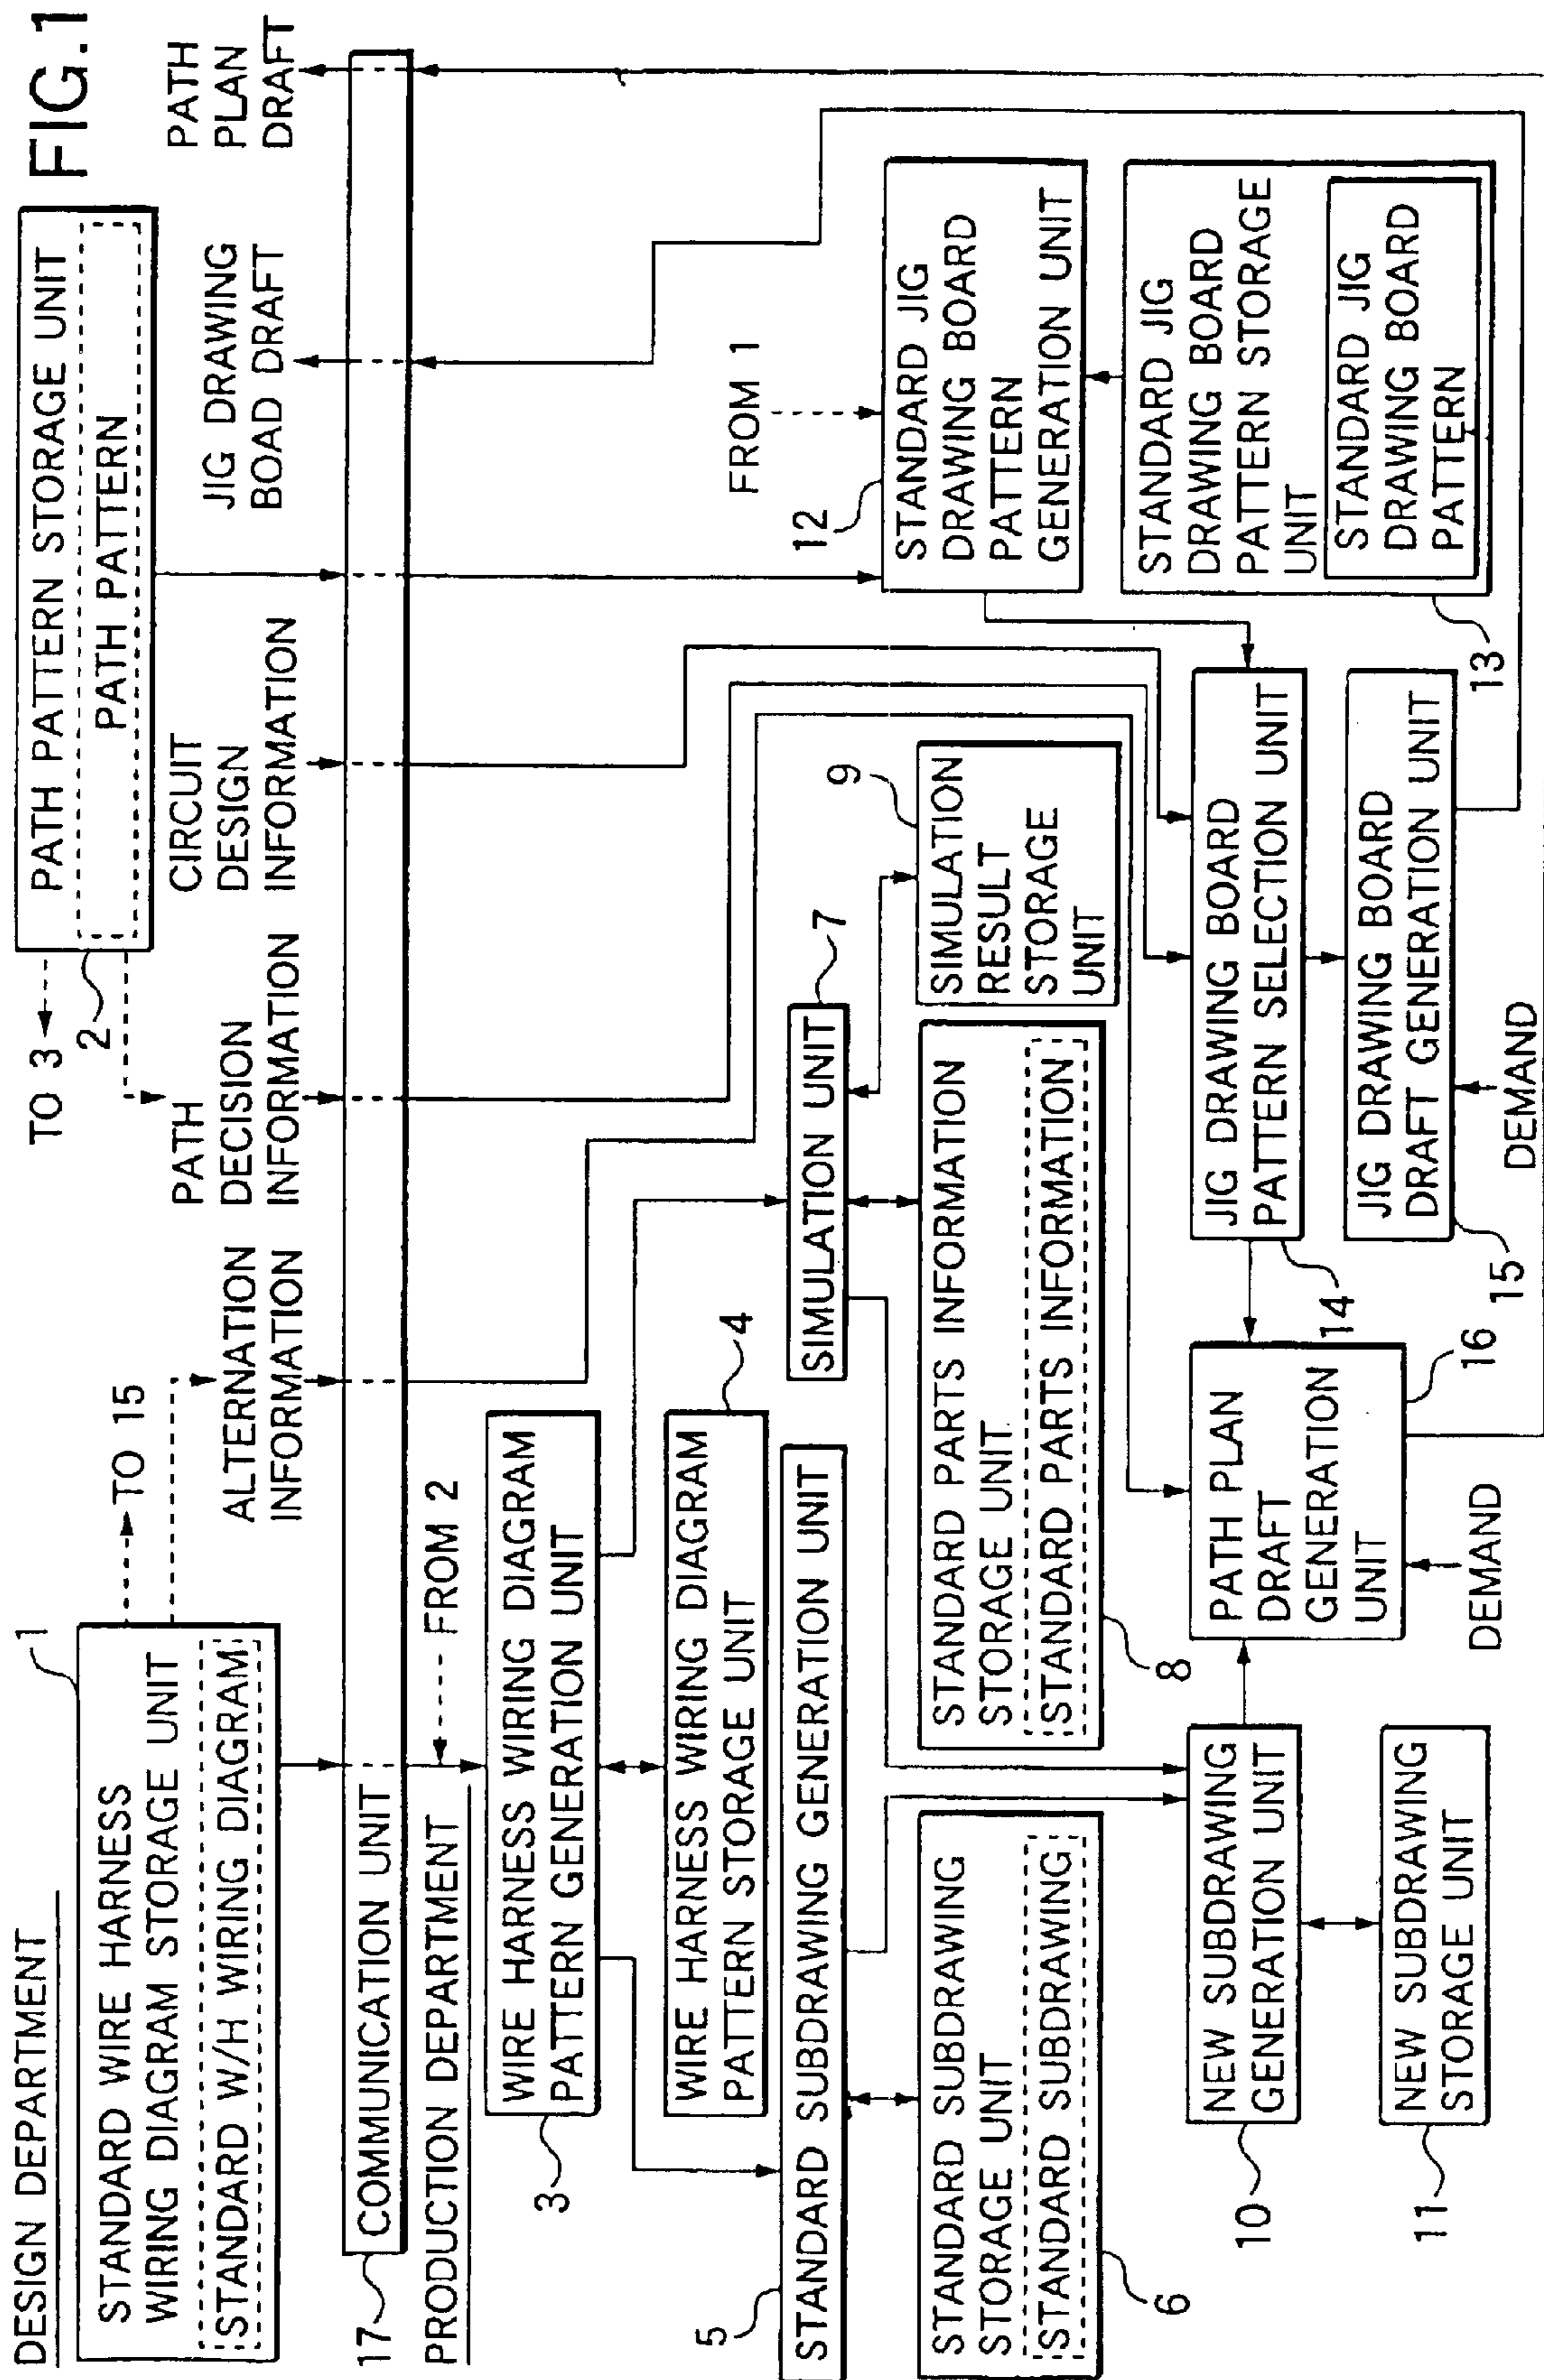 FIG.1
DESIGN DEPARTMENT
1
STANDARD WIRE HARNESS
WIRING DIAGRAM STORAGE UNIT
STANDARD W/H WIRING DIAGRAM
TO 15
ALTERNATION
INFORMATION
TO 3
2
PATH PATTERN STORAGE UNIT
PATH PATTERN
PATH
DECISION
INFORMATION
CIRCUIT
DESIGN
INFORMATION
JIG DRAWING
BOARD DRAFT
PATH
PLAN
DRAFT
17
COMMUNICATION UNIT
PRODUCTION DEPARTMENT
FROM 2
3
WIRE HARNESS WIRING DIAGRAM
PATTERN GENERATION UNIT
4
WIRE HARNESS WIRING DIAGRAM
PATTERN STORAGE UNIT
5
STANDARD SUBDRAWING GENERATION UNIT
6
STANDARD SUBDRAWING
STORAGE UNIT
STANDARD SUBDRAWING
7
SIMULATION UNIT
8
STANDARD PARTS INFORMATION
STORAGE UNIT
STANDARD PARTS INFORMATION
9
SIMULATION
RESULT
STORAGE
UNIT
FROM 1
12
STANDARD JIG
DRAWING BOARD
PATTERN
GENERATION UNIT
13
STANDARD JIG
DRAWING BOARD
PATTERN STORAGE
UNIT
STANDARD JIG
DRAWING BOARD
PATTERN
10
NEW SUBDRAWING
GENERATION UNIT
11
NEW SUBDRAWING
STORAGE UNIT
16
PATH PLAN
DRAFT
GENERATION
UNIT
DEMAND
14
JIG DRAWING BOARD
PATTERN SELECTION UNIT
15
JIG DRAWING BOARD
DRAFT GENERATION UNIT
DEMAND